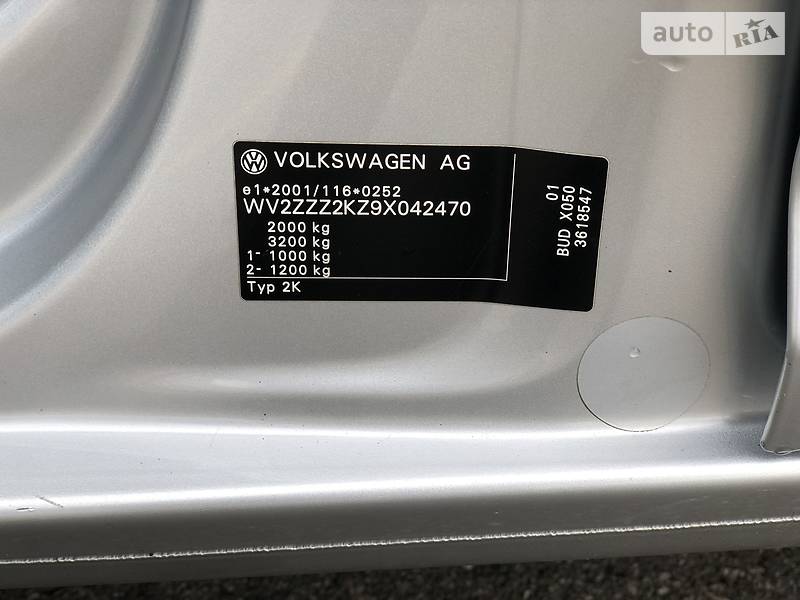 auto RIA
VOLKSWAGEN AG
e1*2001/116*0252
WV2ZZZ2KZ9X042470
2000 kg
3200 kg
1- 1000 kg
2- 1200 kg
Typ 2K
01
BUD X050
3618547